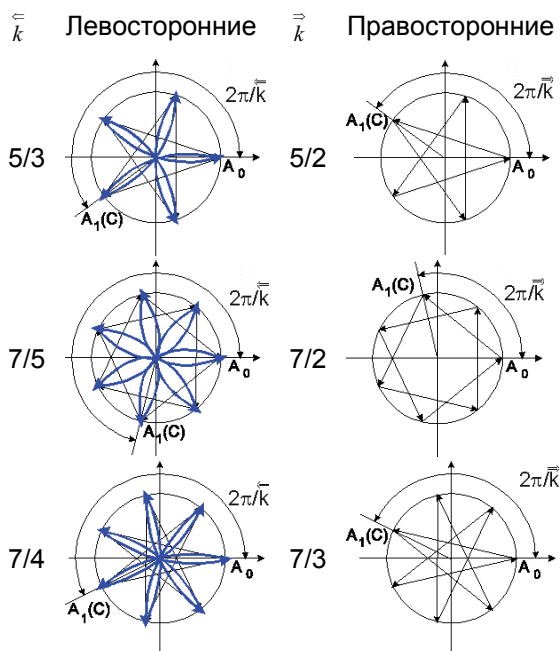 k Левосторонние k Правосторонние
2π/k 2π/k
5/3 A₀ 5/2 A₁(C) A₀
A₁(C)
2π/k A₁(C) 2π/k
7/5 A₀ 7/2 A₀
A₁(C)
2π/k 2π/k
7/4 A₀ 7/3 A₁(C) A₀
A₁(C)